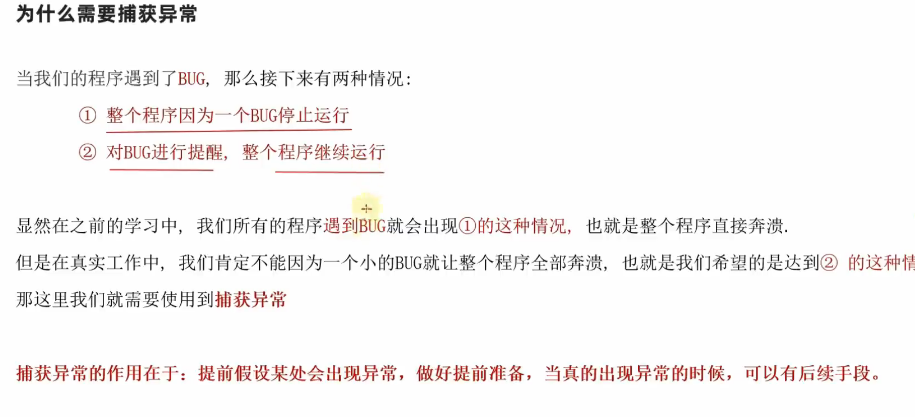 为什么需要捕获异常
当我们的程序遇到了BUG, 那么接下来有两种情况:
① 整个程序因为一个BUG停止运行
② 对BUG进行提醒, 整个程序继续运行
显然在之前的学习中, 我们所有的程序遇到BUG就会出现①的这种情况, 也就是整个程序直接奔溃.
但是在真实工作中, 我们肯定不能因为一个小的BUG就让整个程序全部奔溃, 也就是我们希望的是达到② 的这种情
那这里我们就需要使用到捕获异常
捕获异常的作用在于：提前假设某处会出现异常，做好提前准备，当真的出现异常的时候，可以有后续手段。